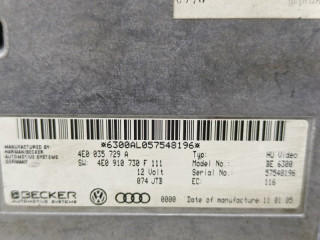 *6300AL057548196*
MANUFACTURED BY:
HARMAN/BECKER
AUTOMOTIVE SYSTEMS
GERMANY
4E0 035 729 A Typ: HU Video
SW: 4E0 910 730 F 111 Model No.: BE 6300
12 Volt Serial No.: 57548196
074 JTB EC: 116
BECKER
AUTOMOTIVE SYSTEMS
0000 Date of manufacture 11 01 05